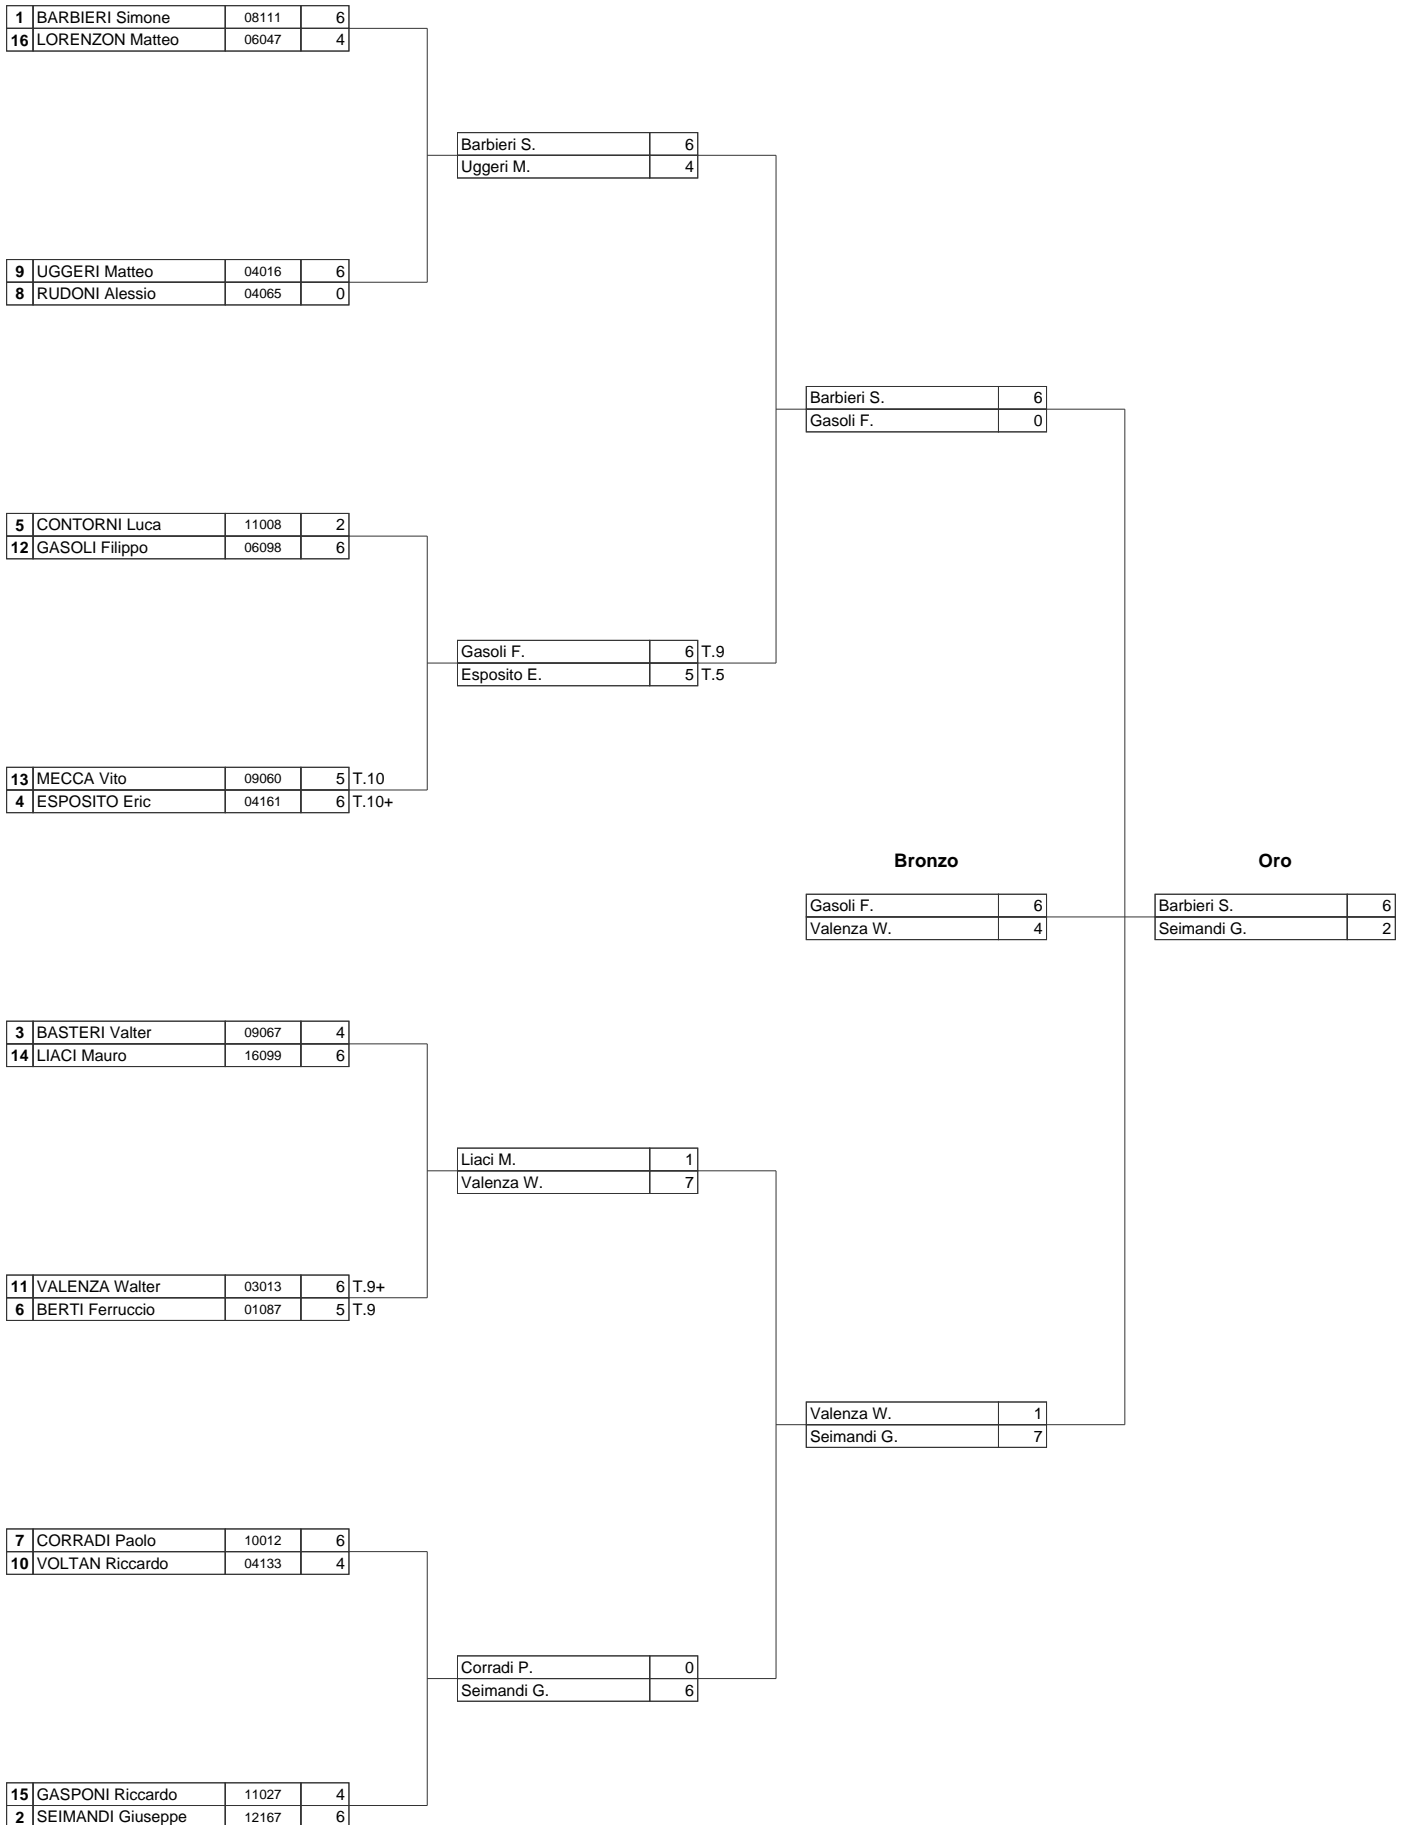 1 BARBIERI Simone 08111 6
16 LORENZON Matteo 06047 4
Barbieri S. 6
Uggeri M. 4
9 UGGERI Matteo 04016 6
8 RUDONI Alessio 04065 0
Barbieri S. 6
Gasoli F. 0
5 CONTORNI Luca 11008 2
12 GASOLI Filippo 06098 6
Gasoli F. 6 T.9
Esposito E. 5 T.5
13 MECCA Vito 09060 5 T.10
4 ESPOSITO Eric 04161 6 T.10+
Bronzo Oro
Gasoli F. 6 Barbieri S. 6
Valenza W. 4 Seimandi G. 2
3 BASTERI Valter 09067 4
14 LIACI Mauro 16099 6
Liaci M. 1
Valenza W. 7
11 VALENZA Walter 03013 6 T.9+
6 BERTI Ferruccio 01087 5 T.9
Valenza W. 1
Seimandi G. 7
7 CORRADI Paolo 10012 6
10 VOLTAN Riccardo 04133 4
Corradi P. 0
Seimandi G. 6
15 GASPONI Riccardo 11027 4
2 SEIMANDI Giuseppe 12167 6